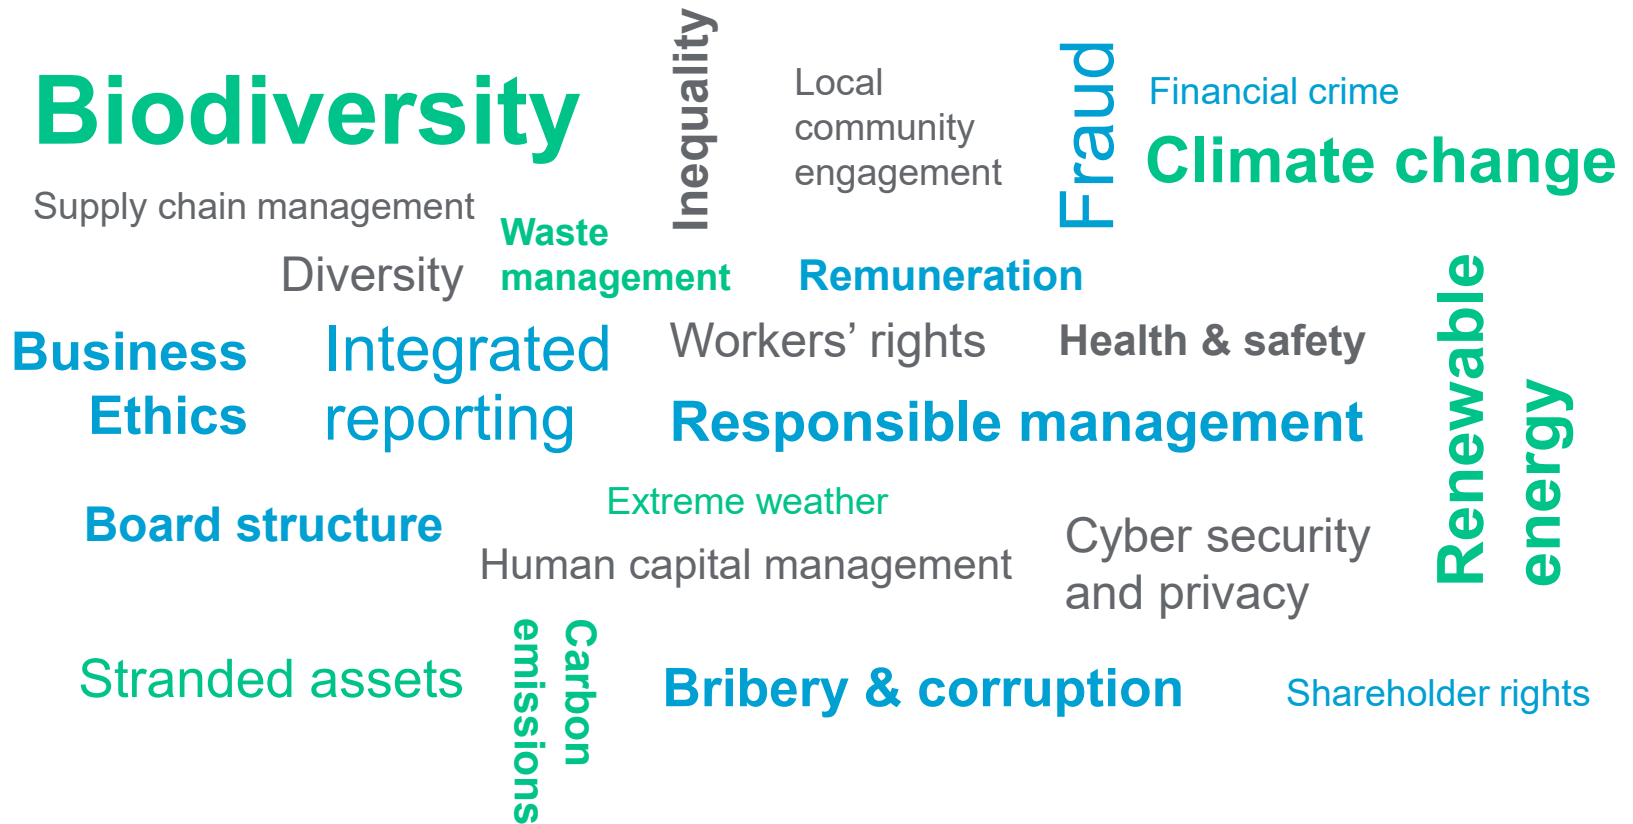 Biodiversity
Inequality
Local
community
engagement
Fraud
Financial crime
Climate change
Supply chain management
Waste
management
Diversity
Remuneration
Renewable
energy
Business
Ethics
Integrated
reporting
Workers’ rights
Health & safety
Responsible management
Board structure
Extreme weather
Human capital management
Cyber security
and privacy
Stranded assets
Carbon
emissions
Bribery & corruption
Shareholder rights